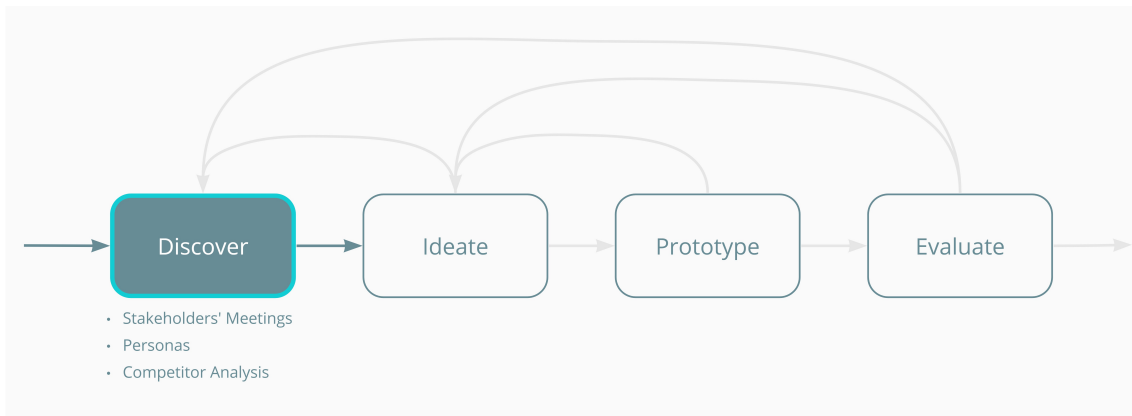 Discover
Ideate
Prototype
Evaluate
• Stakeholders' Meetings
• Personas
• Competitor Analysis